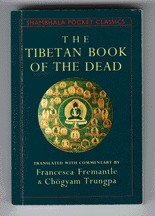 SHAMBHALA POCKET CLASSICS
THE
TIBETAN BOOK
OF THE DEAD
TRANSLATED WITH COMMENTARY BY
Francesca Fremantle
& Chögyam Trungpa